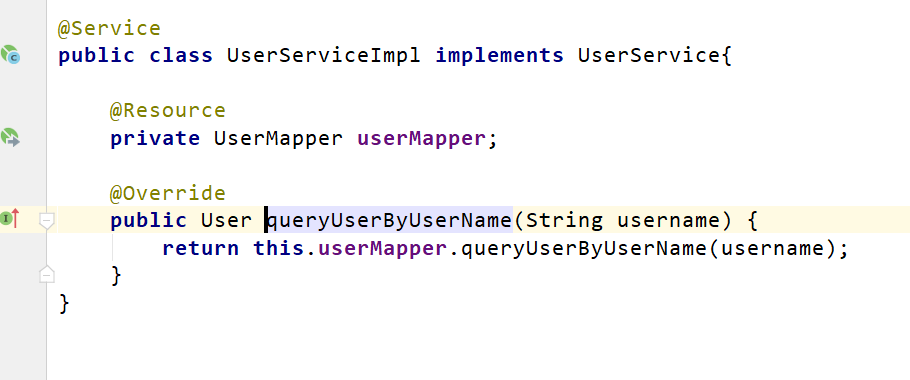 @Service
public class UserServiceImpl implements UserService{
@Resource
private UserMapper userMapper;
@Override
public User queryUserByUserName(String username) {
return this.userMapper.queryUserByUserName(username);
}
}